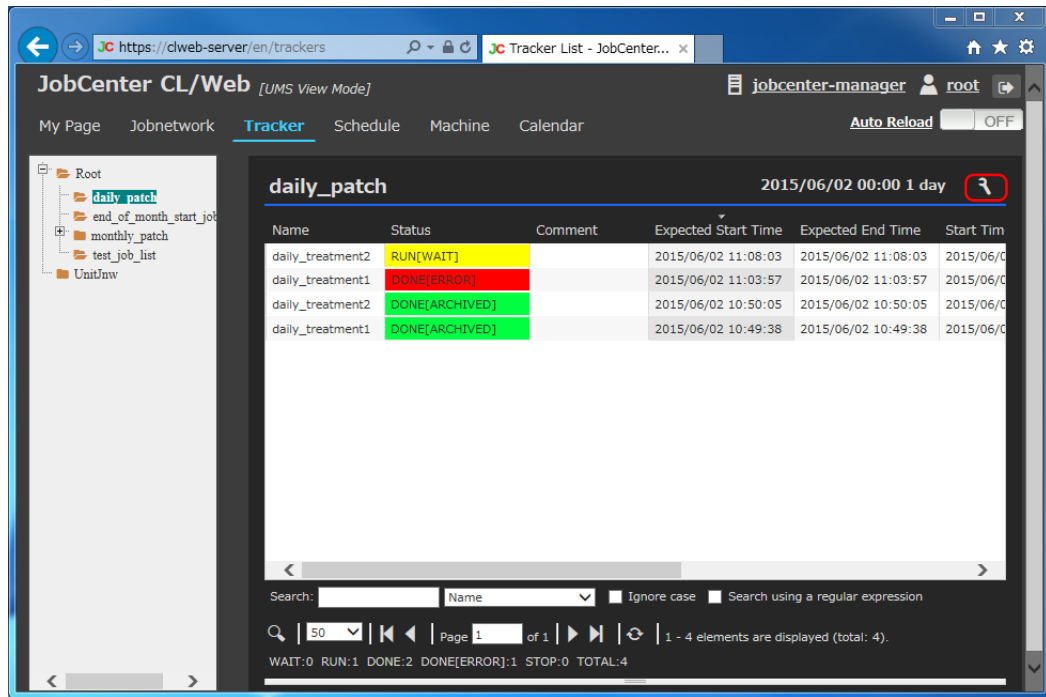 JC https://clweb-server/en/trackers
JC Tracker List - JobCenter... ×
JobCenter CL/Web [UMS View Mode]
jobcenter-manager root
My Page Jobnetwork Tracker Schedule Machine Calendar
Auto Reload OFF
Root
daily_patch
end_of_month_start_job
monthly_patch
test_job_list
UnitJnw
daily_patch 2015/06/02 00:00 1 day
Name Status Comment Expected Start Time Expected End Time Start Tim
daily_treatment2 RUN[WAIT] 2015/06/02 11:08:03 2015/06/02 11:08:03 2015/06/0
daily_treatment1 DONE[ERROR] 2015/06/02 11:03:57 2015/06/02 11:03:57 2015/06/0
daily_treatment2 DONE[ARCHIVED] 2015/06/02 10:50:05 2015/06/02 10:50:05 2015/06/0
daily_treatment1 DONE[ARCHIVED] 2015/06/02 10:49:38 2015/06/02 10:49:38 2015/06/0
Search: Name Ignore case Search using a regular expression
50 Page 1 of 1 1 - 4 elements are displayed (total: 4).
WAIT:0 RUN:1 DONE:2 DONE[ERROR]:1 STOP:0 TOTAL:4